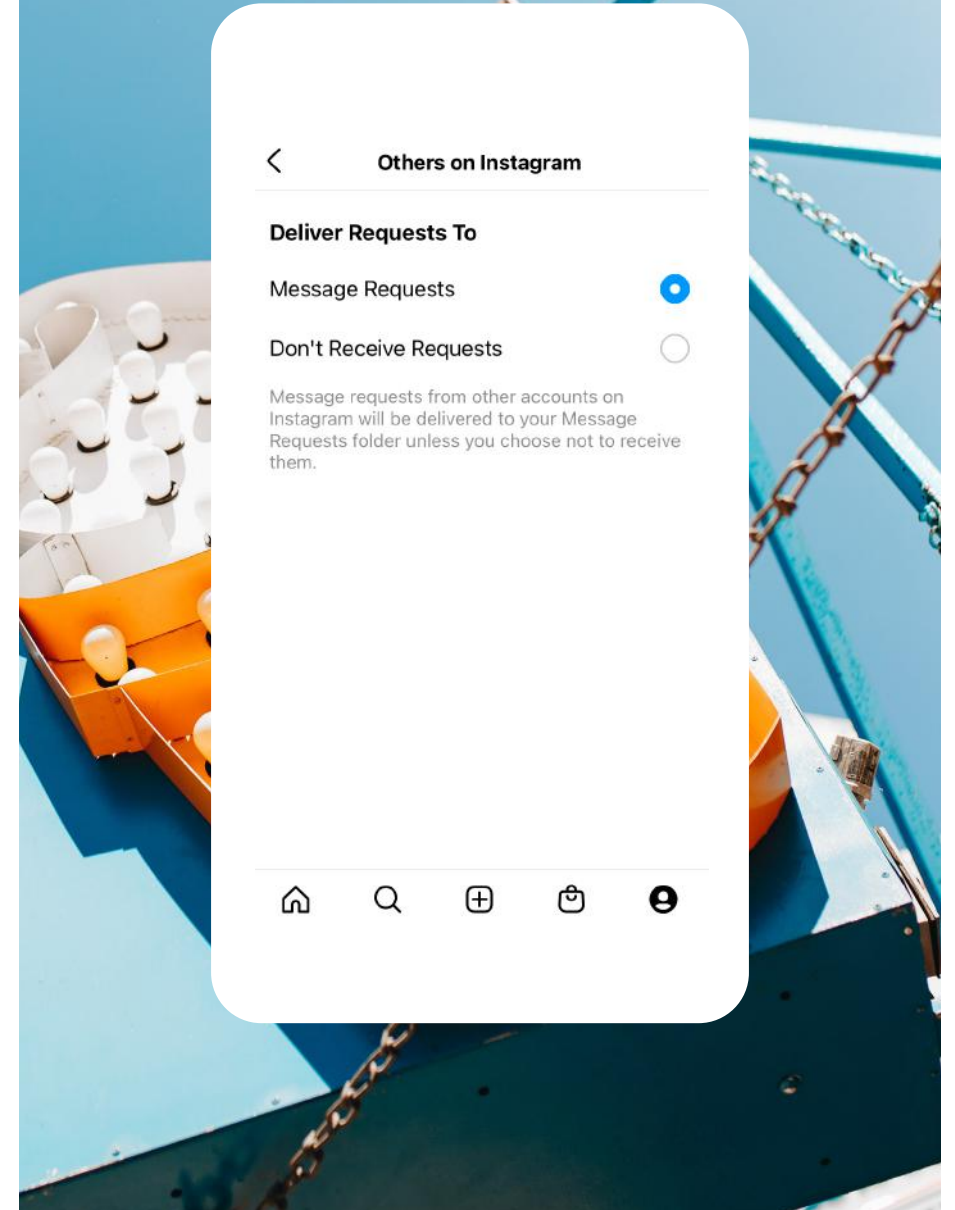 Others on Instagram
Deliver Requests To
Message Requests
Don't Receive Requests
Message requests from other accounts on
Instagram will be delivered to your Message
Requests folder unless you choose not to receive
them.